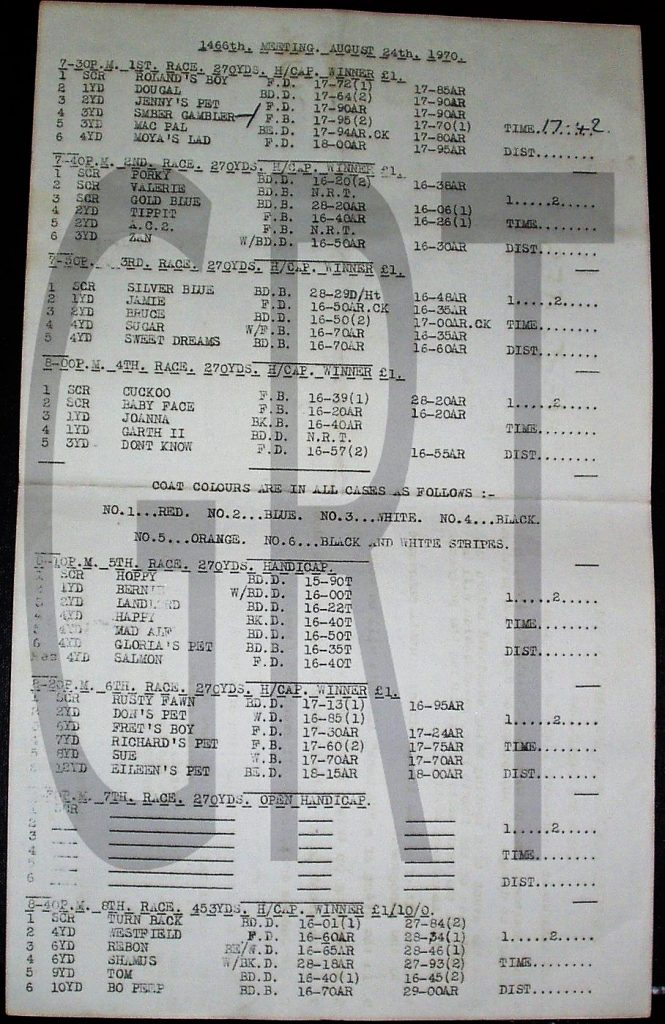 1466th. MEETING. AUGUST 24th. 1970.
7-30P.M. 1ST. RACE. 270YDS. H/CAP. WINNER £1.
1 SCR ROLAND'S BOY F.D. 17-72(1) 17-85AR
2 1YD DOUGAL BD.D. 17-64(2) 17-90AR
3 2YD JENNY'S PET F.D. 17-90AR 17-90AR
4 3YD SMBER GAMBLER F.B. 17-95(2) 17-70(1) TIME.17-42.
5 3YD MAC PAL BE.D. 17-94AR.CK 17-80AR
6 4YD MOYA'S LAD F.D. 18-00AR 17-95AR DIST........
7-40P.M. 2ND. RACE. 270YDS. H/CAP. WINNER £1.
1 SCR PORKY BD.D. 16-20(2) 16-38AR
2 SCR VALERIE BD.B. N.R.T.
3 SCR GOLD BLUE BD.B. 28-20AR 16-06(1) 1.....2.....
4 2YD TIPPIT F.B. 16-40AR 16-26(1) TIME........
5 2YD A.C.2. F.B. N.R.T.
6 3YD ZAN W/BD.D. 16-50AR 16-30AR DIST........
3RD. RACE. 270YDS. H/CAP. WINNER £1.
1 SCR SILVER BLUE BD.B. 28-29D/Ht 16-48AR 1.....2.....
2 1YD JAMIE F.D. 16-50AR.CK 16-35AR
3 2YD BRUCE BD.D. 16-50(2) 17-00AR.CK TIME........
4 4YD SUGAR W/F.B. 16-70AR 16-35AR
5 4YD SWEET DREAMS BD.B. 16-70AR 16-60AR DIST........
8-00P.M. 4TH. RACE. 270YDS. H/CAP. WINNER £1.
1 SCR CUCKOO F.B. 16-39(1) 28-20AR 1.....2.....
2 SCR BABY FACE F.B. 16-20AR 16-20AR
3 1YD JOANNA BK.B. 16-40AR
4 1YD GARTH II BD.D. N.R.T. TIME........
5 3YD DONT KNOW F.D. 16-57(2) 16-55AR DIST........
COAT COLOURS ARE IN ALL CASES AS FOLLOWS :-
NO.1...RED. NO.2...BLUE. NO.3...WHITE. NO.4...BLACK.
NO.5...ORANGE. NO.6...BLACK AND WHITE STRIPES.
5TH. RACE. 270YDS. HANDICAP.
SCR HOPPY BD.D. 15-90T
1YD W/BD.D. 16-00T 1.....2.....
2YD BD.D. 16-22T
4YD HAPPY BK.D. 16-40T TIME........
4YD MAD ALF BD.D. 16-50T
4YD GLORIA'S PET BD.B. 16-35T DIST........
4YD SALMON F.D. 16-40T
6TH. RACE. 270YDS. H/CAP. WINNER £1.
SCR RUSTY FAWN BD.D. 17-13(1) 16-95AR
2YD DON'S PET W.D. 16-85(1) 1.....2.....
6YD FRET'S BOY F.D. 17-30AR 17-24AR
7YD RICHARD'S PET F.B. 17-60(2) 17-75AR TIME........
8YD SUE W.B. 17-70AR 17-70AR
12YD EILEEN'S PET BE.D. 18-15AR 18-00AR DIST........
7TH. RACE. 270YDS. OPEN HANDICAP.
SCR
1.....2.....
3
TIME........
DIST........
6
8-40P.M. 8TH. RACE. 453YDS. H/CAP. WINNER £1/10/0.
1 SCR TURN BACK BD.D. 16-01(1) 27-84(2)
2 4YD WESTFIELD F.D. 16-60AR 28-34(1) 1.....2.....
3 6YD REBON BE/W.D. 16-65AR 28-46(1)
4 6YD SHAMUS W/BK.D. 28-18AR 27-93(2) TIME........
5 9YD TOM BD.D. 16-40(1) 16-45(2)
6 10YD BO PEEP BD.B. 16-70AR 29-00AR DIST........
GRT